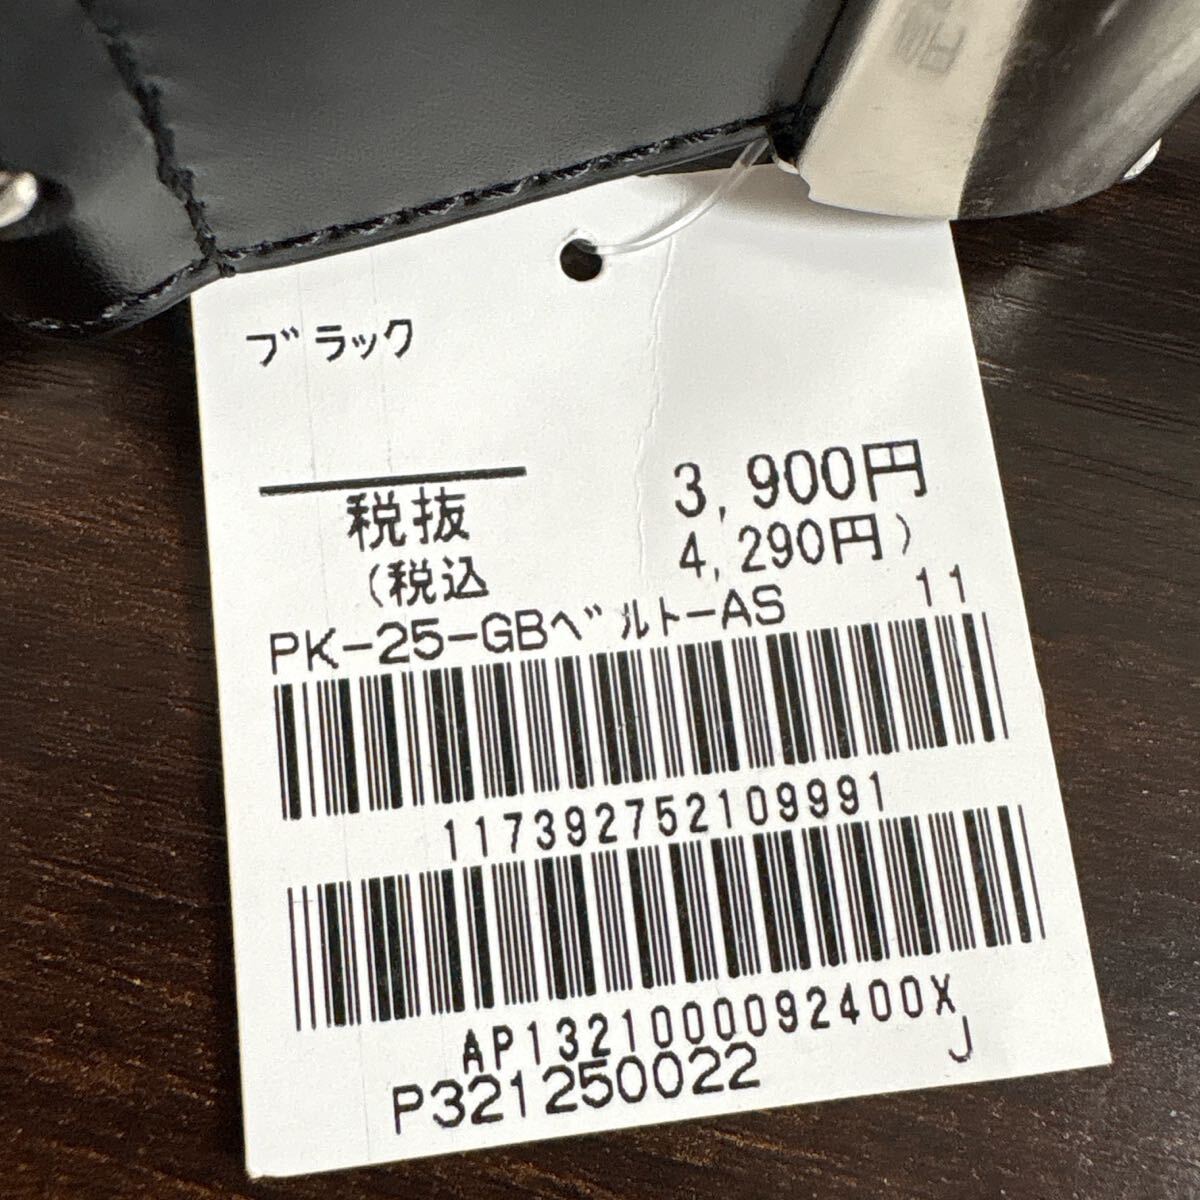 ブラック
税抜 3,900円
(税込 4,290円)
PK-25-GBベルト-AS 11
117392752109991
AP1321000092400X
P321250022 J